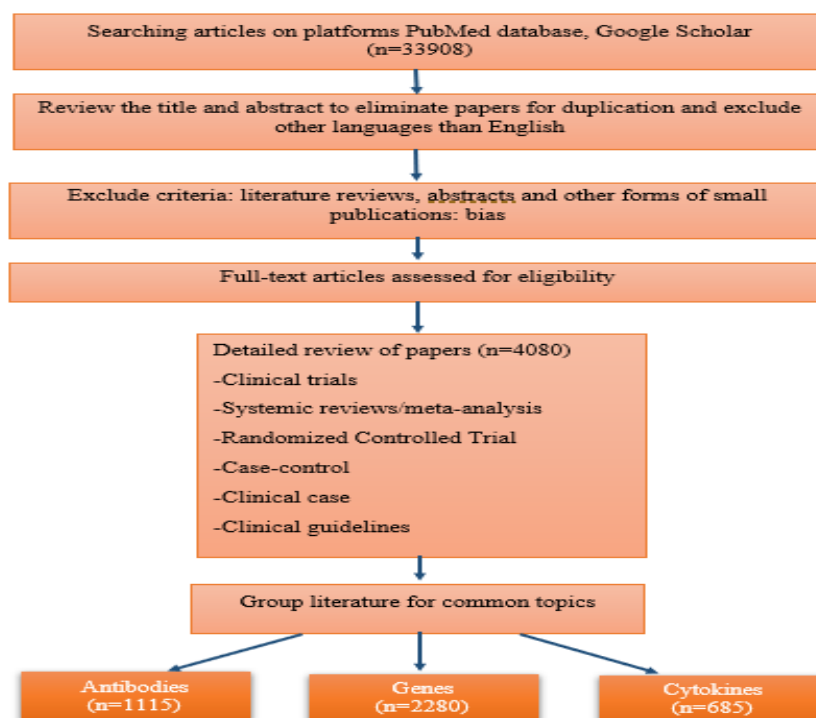 Searching articles on platforms PubMed database, Google Scholar
(n=33908)
Review the title and abstract to eliminate papers for duplication and exclude
other languages than English
Exclude criteria: literature reviews, abstracts and other forms of small
publications: bias
Full-text articles assessed for eligibility
Detailed review of papers (n=4080)
-Clinical trials
-Systemic reviews/meta-analysis
-Randomized Controlled Trial
-Case-control
-Clinical case
-Clinical guidelines
Group literature for common topics
Antibodies
(n=1115)
Genes
(n=2280)
Cytokines
(n=685)